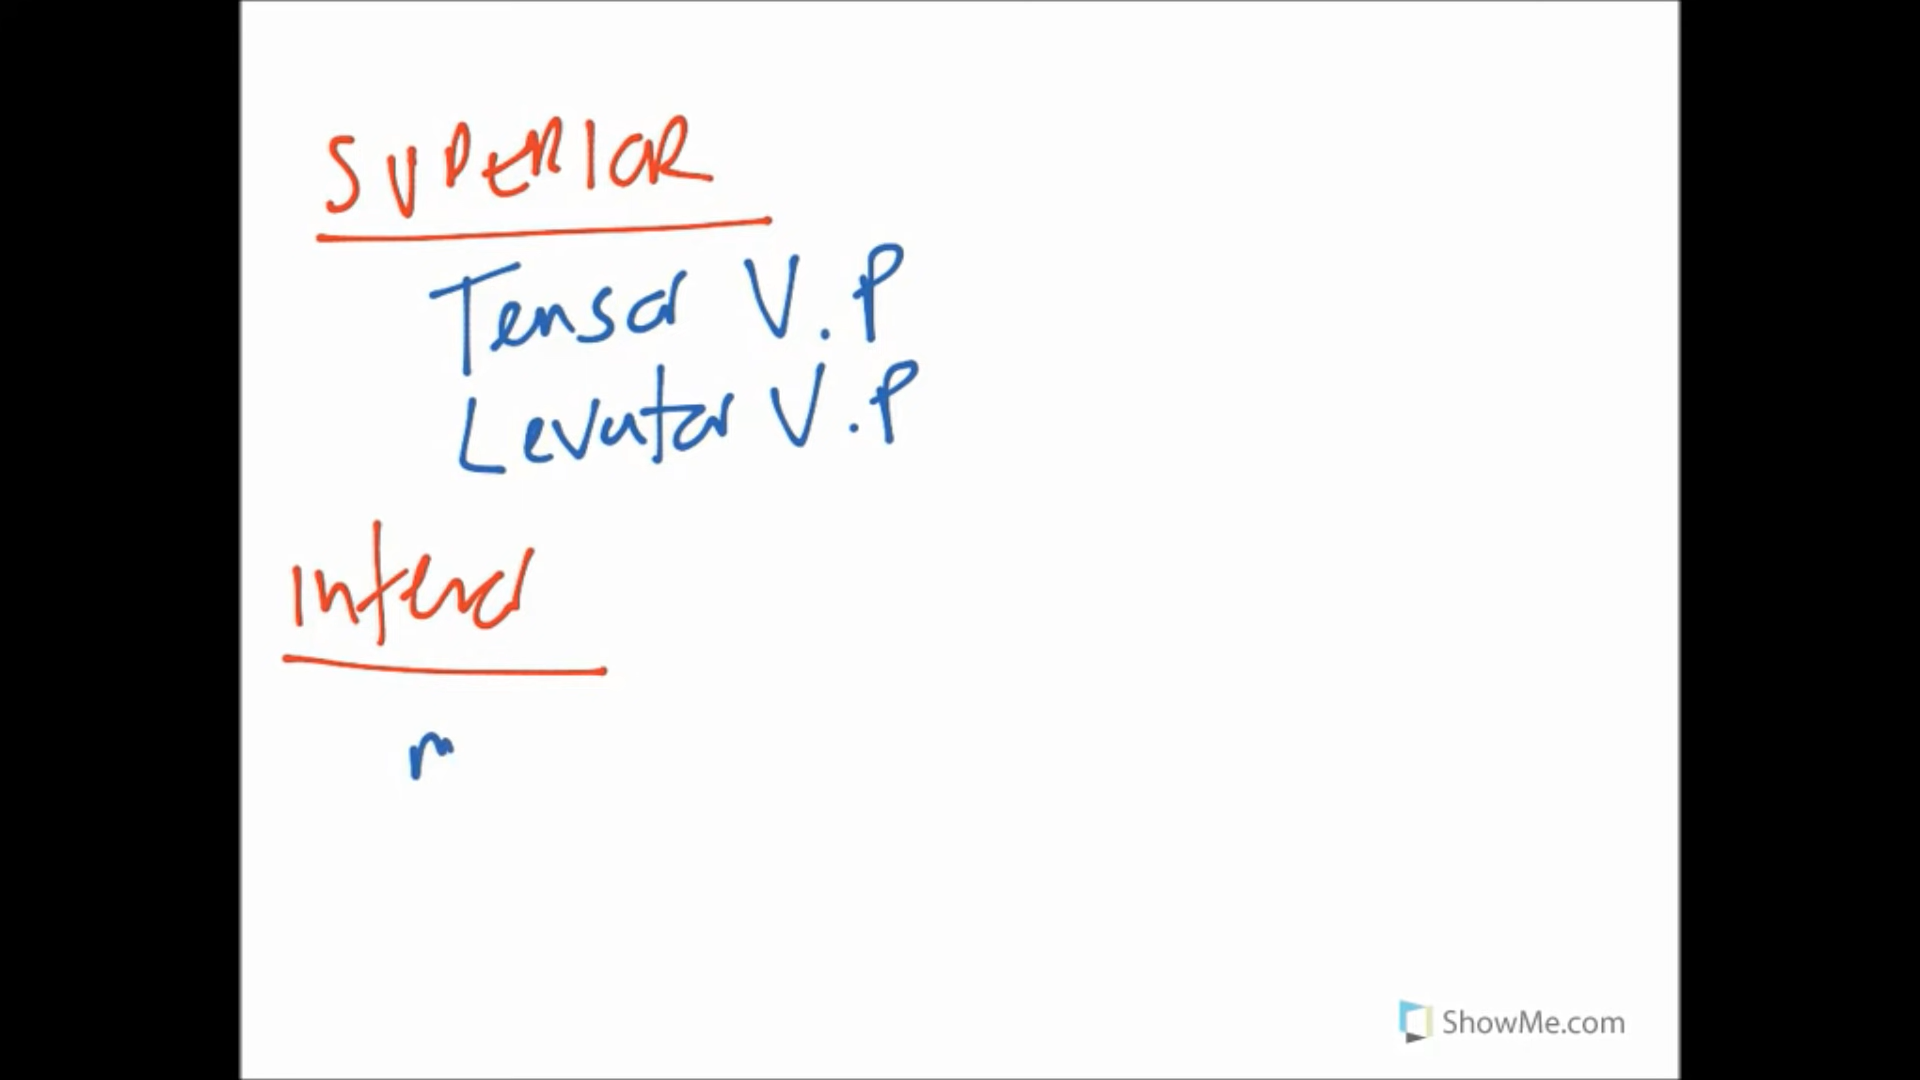 SUPERIOR
Tensor V.P
Levator V.P
Inferior
ShowMe.com